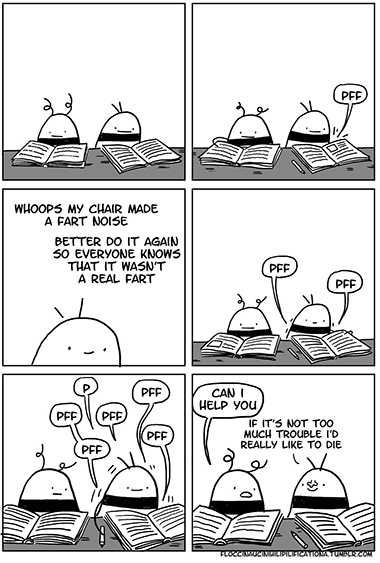 PFF
WHOOPS MY CHAIR MADE
A FART NOISE
BETTER DO IT AGAIN
SO EVERYONE KNOWS
THAT IT WASN'T
A REAL FART
PFF
PFF
P
PFF
PFF
PFF
PFF
PFF
CAN I
HELP YOU
IF IT'S NOT TOO
MUCH TROUBLE I'D
REALLY LIKE TO DIE
FLOCCINAUCINIHILIPILIFICATIONA.TUMBLR.COM